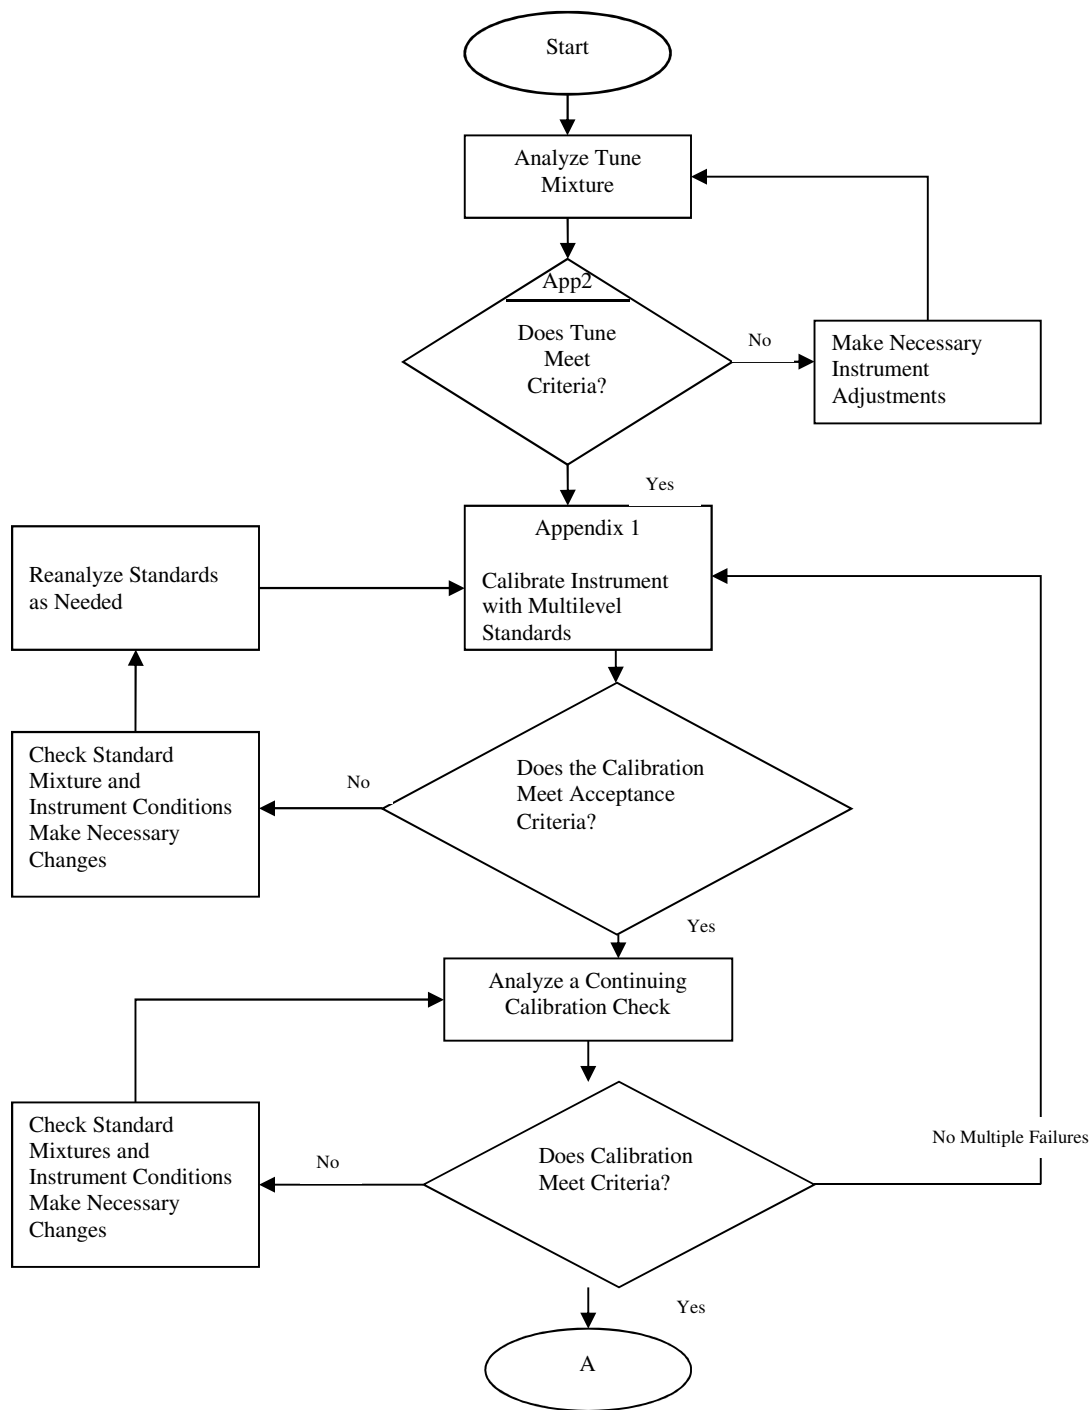 Start
Analyze Tune
Mixture
App2
Does Tune
Meet
Criteria?
No
Make Necessary
Instrument
Adjustments
Yes
Appendix 1
Calibrate Instrument
with Multilevel
Standards
Reanalyze Standards
as Needed
Check Standard
Mixture and
Instrument Conditions
Make Necessary
Changes
No
Does the Calibration
Meet Acceptance
Criteria?
Yes
Analyze a Continuing
Calibration Check
Check Standard
Mixtures and
Instrument Conditions
Make Necessary
Changes
No
Does Calibration
Meet Criteria?
No Multiple Failures
Yes
A